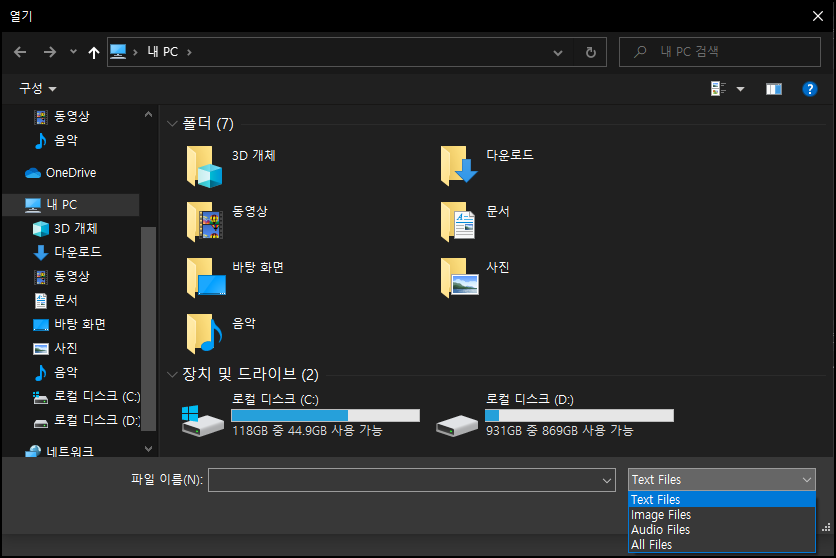 열기
내 PC
내 PC 검색
구성
동영상
음악
OneDrive
내 PC
3D 개체
다운로드
동영상
문서
바탕 화면
사진
음악
로컬 디스크 (C:)
로컬 디스크 (D:)
네트워크
폴더 (7)
3D 개체
다운로드
동영상
문서
바탕 화면
사진
음악
장치 및 드라이브 (2)
로컬 디스크 (C:)
118GB 중 44.9GB 사용 가능
로컬 디스크 (D:)
931GB 중 869GB 사용 가능
파일 이름(N):
Text Files
Text Files
Image Files
Audio Files
All Files